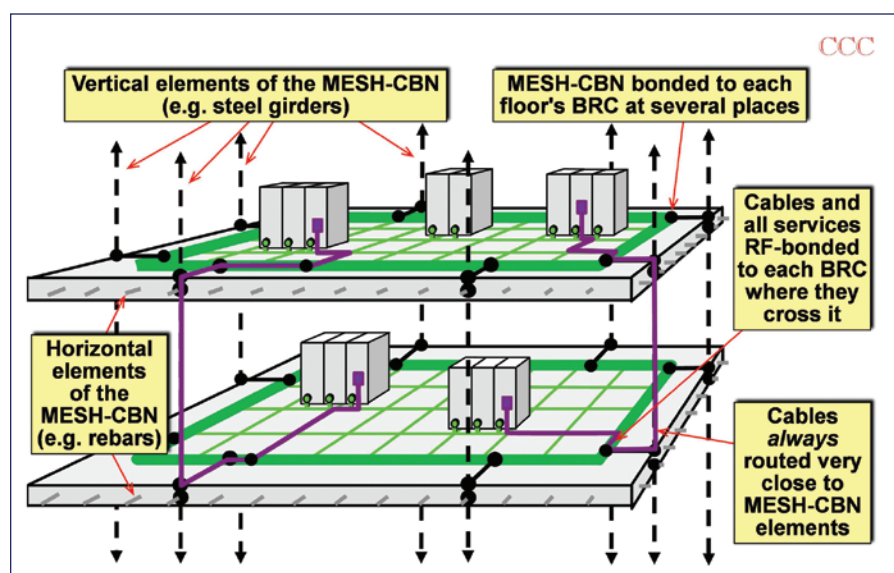 CCC
Vertical elements of the MESH-CBN
(e.g. steel girders)
MESH-CBN bonded to each
floor's BRC at several places
Cables and
all services
RF-bonded
to each BRC
where they
cross it
Horizontal
elements
of the
MESH-CBN
(e.g. rebars)
Cables
always
routed very
close to
MESH-CBN
elements